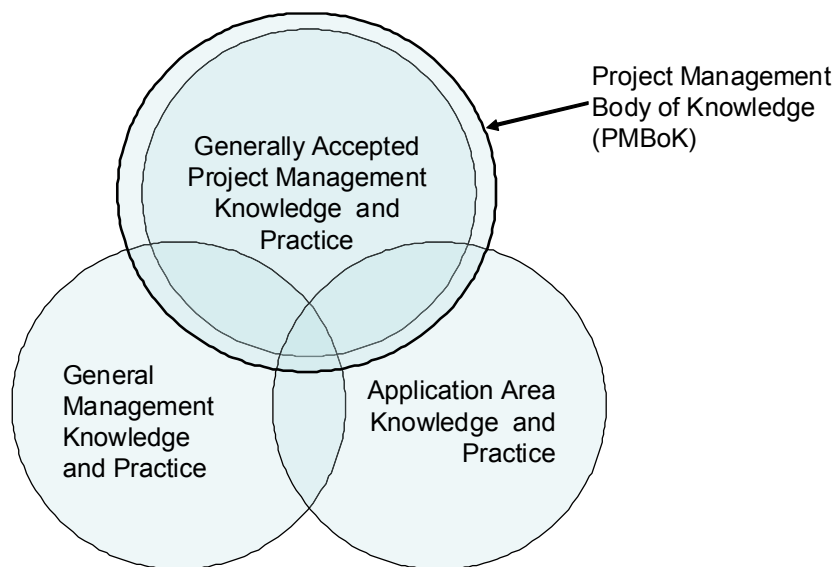 Project Management
Body of Knowledge
(PMBoK)
Generally Accepted
Project Management
Knowledge and
Practice
General
Management
Knowledge
and Practice
Application Area
Knowledge and
Practice